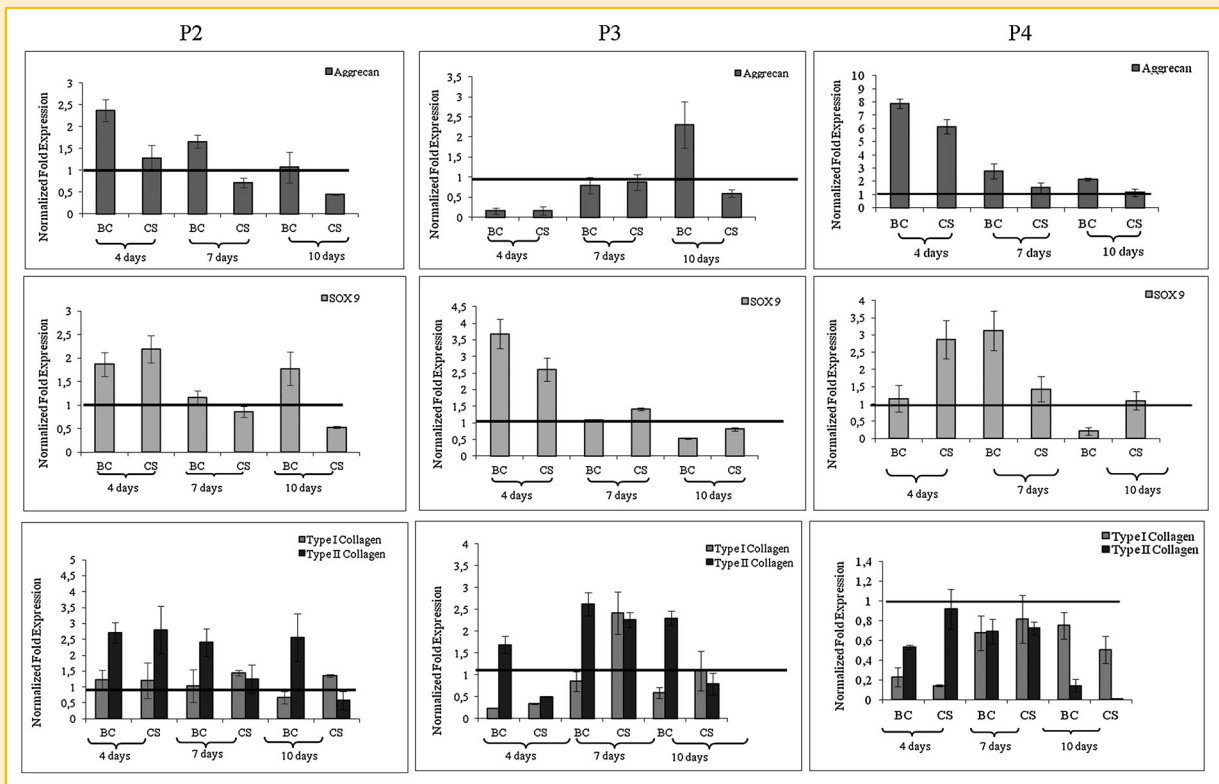 P2
P3
P4
Aggrecan
Normalized Fold Expression
3
2,5
2
1,5
1
0,5
0
BC CS BC CS BC CS
4 days 7 days 10 days
Aggrecan
Normalized Fold Expression
3,5
3
2,5
2
1,5
1
0,5
0
BC CS BC CS BC CS
4 days 7 days 10 days
Aggrecan
Normalized Fold Expression
10
9
8
7
6
5
4
3
2
1
0
BC CS BC CS BC CS
4 days 7 days 10 days
SOX 9
Normalized Fold Expression
3
2,5
2
1,5
1
0,5
0
BC CS BC CS BC CS
4 days 7 days 10 days
SOX 9
Normalized Fold Expression
4,5
4
3,5
3
2,5
2
1,5
1
0,5
0
BC CS BC CS BC CS
4 days 7 days 10 days
SOX 9
Normalized Fold Expression
4
3,5
3
2,5
2
1,5
1
0,5
0
BC CS BC CS BC CS
4 days 7 days 10 days
Type I Collagen
Type II Collagen
Normalized Fold Expression
5
4,5
4
3,5
3
2,5
2
1,5
1
0,5
0
BC CS BC CS BC CS
4 days 7 days 10 days
Type I Collagen
Type II Collagen
Normalized Fold Expression
4
3,5
3
2,5
2
1,5
1
0,5
0
BC CS BC CS BC CS
4 days 7 days 10 days
Type I Collagen
Type II Collagen
Normalized Fold Expression
1,4
1,2
1
0,8
0,6
0,4
0,2
0
BC CS BC CS BC CS
4 days 7 days 10 days